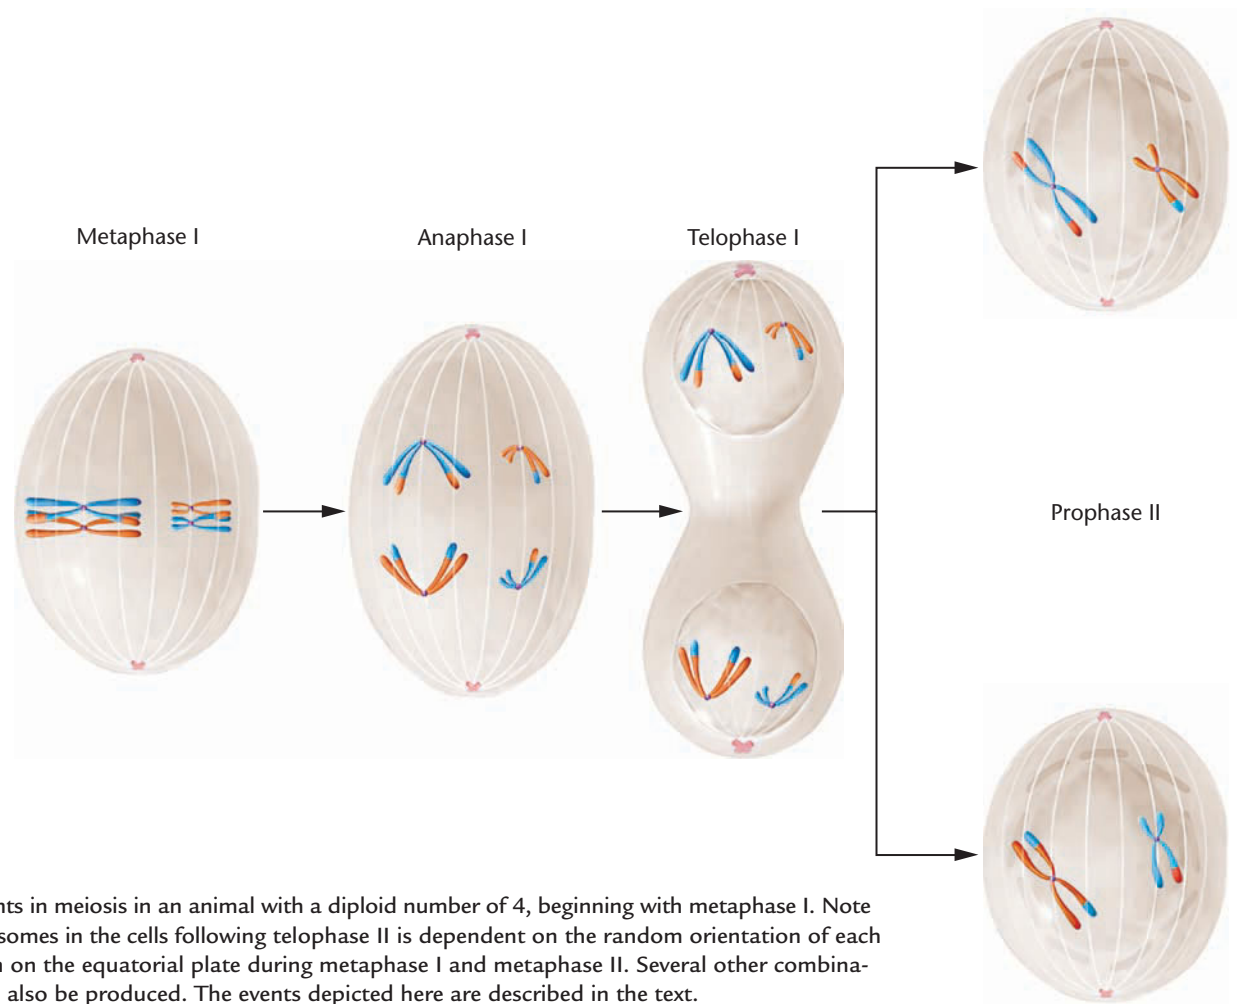 Metaphase I
Anaphase I
Telophase I
Prophase II
nts in meiosis in an animal with a diploid number of 4, beginning with metaphase I. Note
somes in the cells following telophase II is dependent on the random orientation of each
on the equatorial plate during metaphase I and metaphase II. Several other combina-
also be produced. The events depicted here are described in the text.